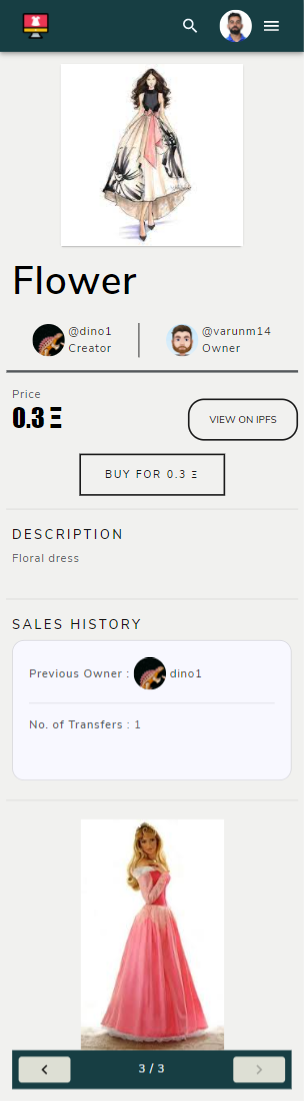 Flower
@dino1
Creator
@varunm14
Owner
Price
0.3 Ξ
VIEW ON IPFS
BUY FOR 0.3 Ξ
DESCRIPTION
Floral dress
SALES HISTORY
Previous Owner : dino1
No. of Transfers : 1
3 / 3